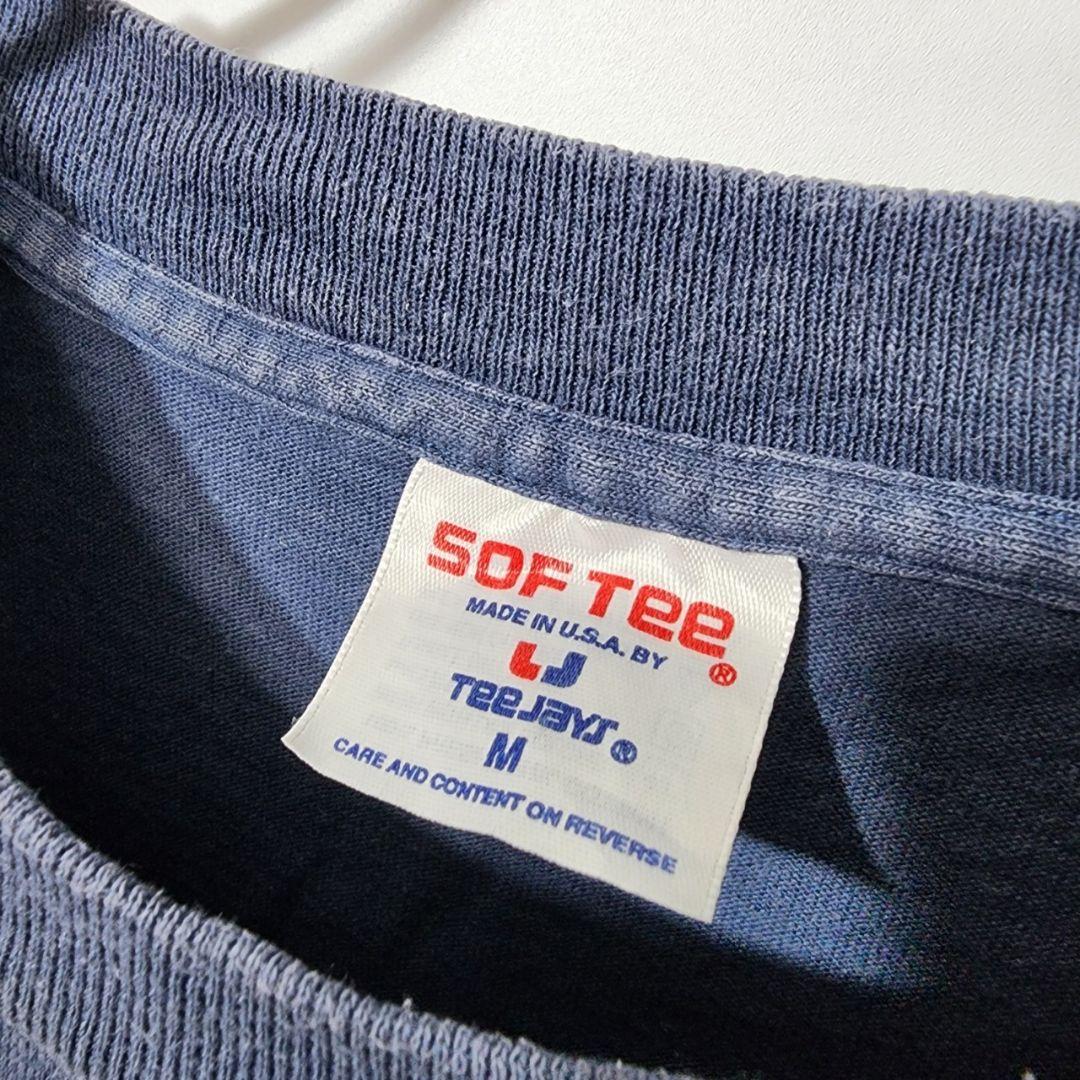 SOF TEE®
MADE IN U.S.A. BY
TEEJAYS®
M
CARE AND CONTENT ON REVERSE